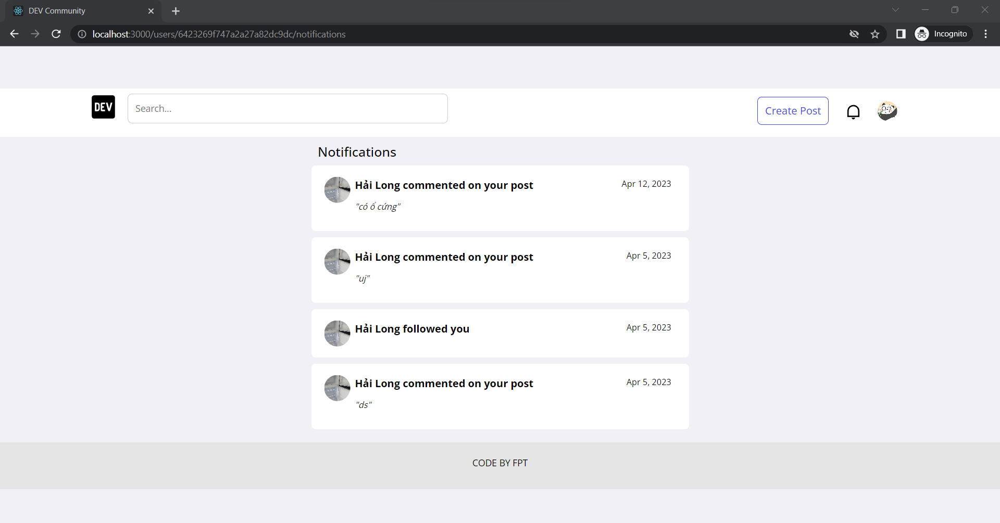 DEV Community
localhost:3000/users/6423269f747a2a27a82dc9dc/notifications
Incognito
DEV
Search...
Create Post
Notifications
Hải Long commented on your post
Apr 12, 2023
"có ổ cứng"
Hải Long commented on your post
Apr 5, 2023
"uj"
Hải Long followed you
Apr 5, 2023
Hải Long commented on your post
Apr 5, 2023
"ds"
CODE BY FPT